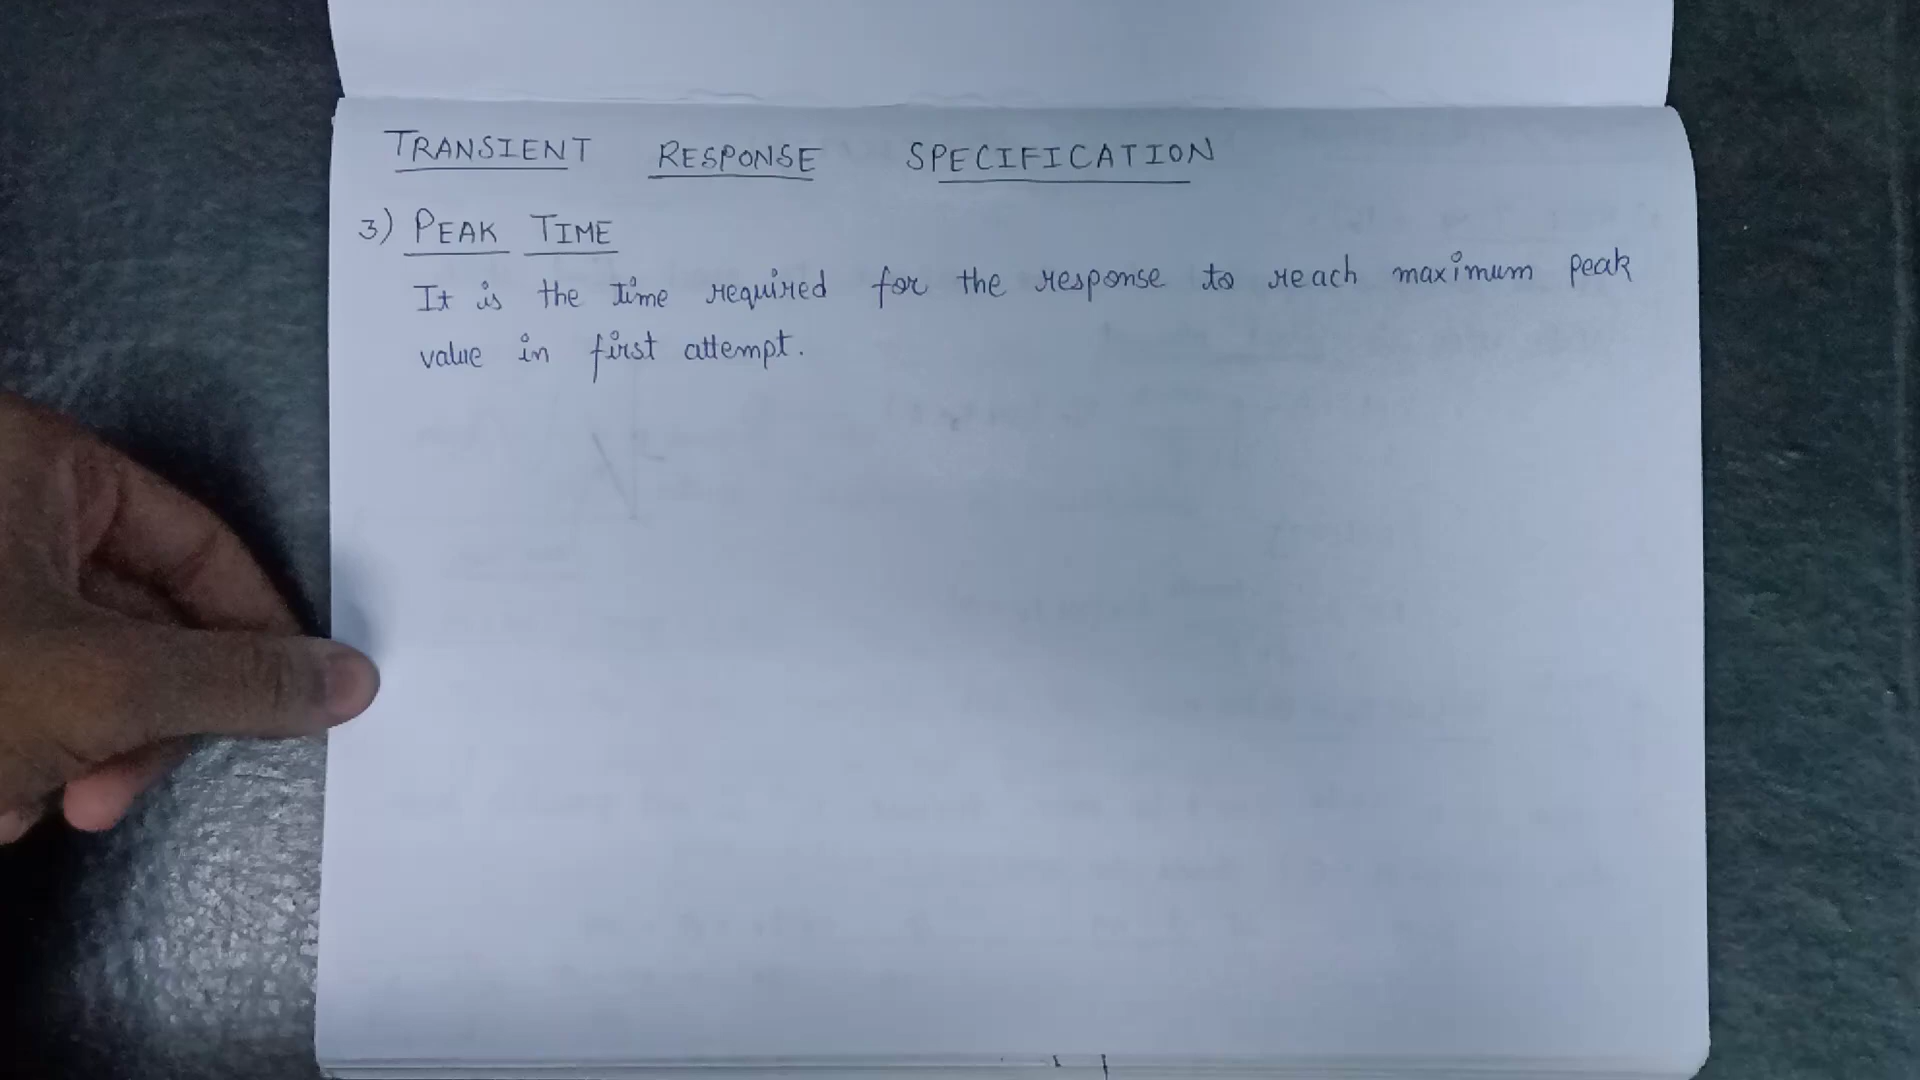 TRANSIENT RESPONSE SPECIFICATION
3) PEAK TIME
It is the time required for the response to reach maximum peak
value in first attempt.